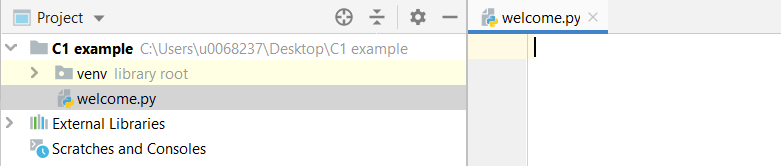 Project
C1 example C:\Users\u0068237\Desktop\C1 example
venv library root
welcome.py
External Libraries
Scratches and Consoles
welcome.py